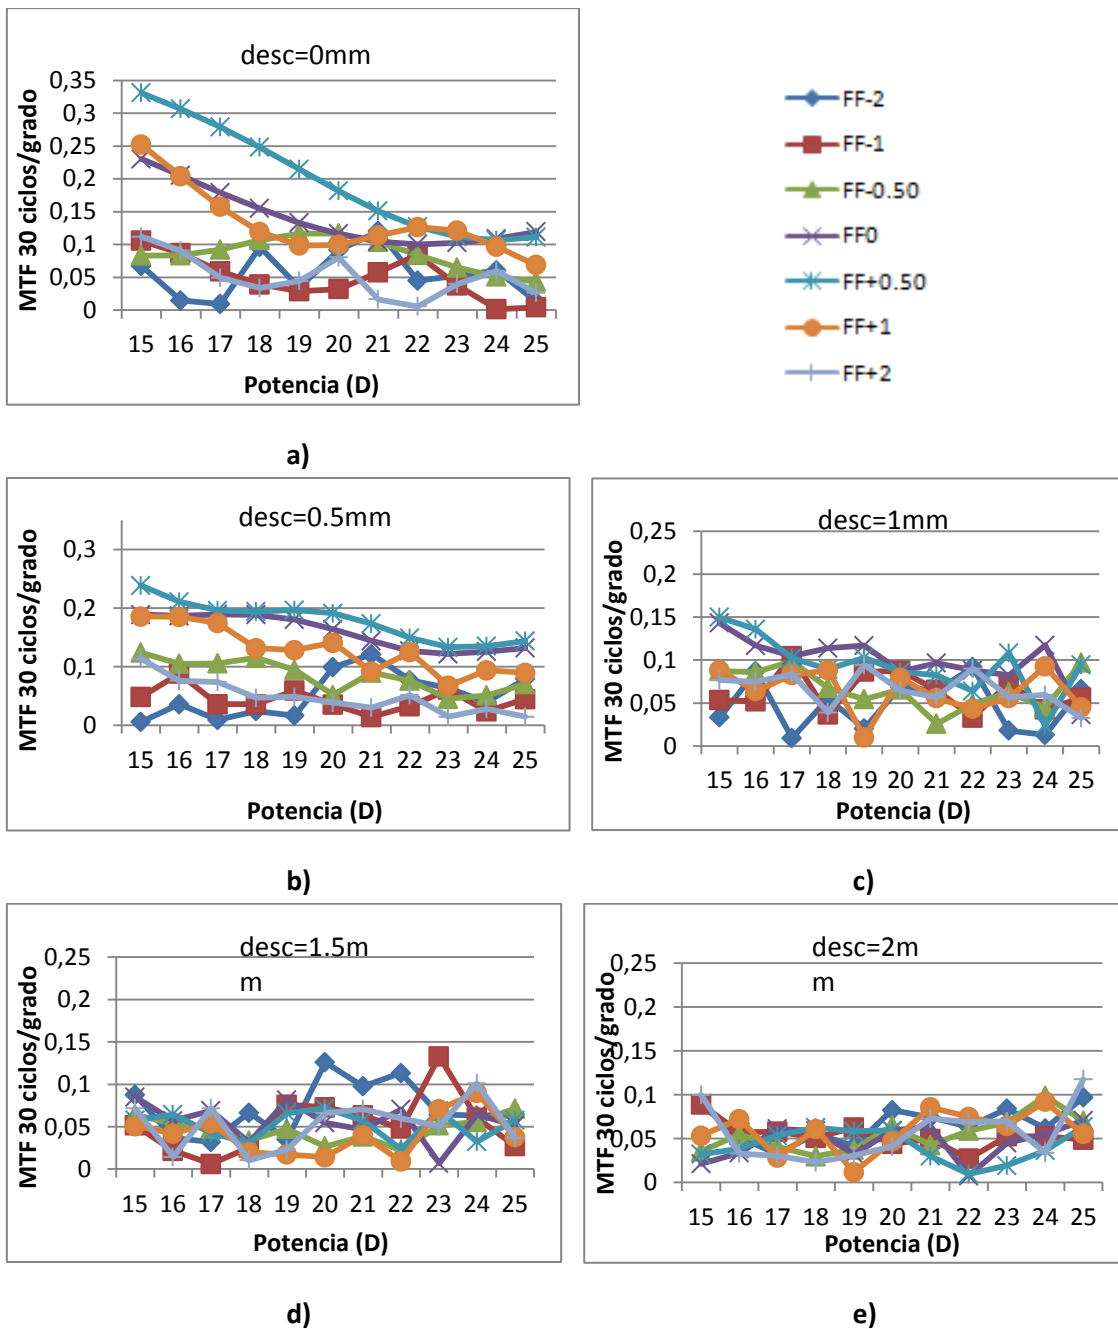 desc=0mm
MTF 30 ciclos/grado
0,35
0,3
0,25
0,2
0,15
0,1
0,05
0
15 16 17 18 19 20 21 22 23 24 25
Potencia (D)
FF-2
FF-1
FF-0.50
FF0
FF+0.50
FF+1
FF+2
a)
desc=0.5mm
MTF 30 ciclos/grado
0,3
0,2
0,1
0
15 16 17 18 19 20 21 22 23 24 25
Potencia (D)
b)
desc=1mm
MTF 30 ciclos/grado
0,25
0,2
0,15
0,1
0,05
0
15 16 17 18 19 20 21 22 23 24 25
Potencia (D)
c)
desc=1.5m
m
MTF 30 ciclos/grado
0,25
0,2
0,15
0,1
0,05
0
15 16 17 18 19 20 21 22 23 24 25
Potencia (D)
d)
desc=2m
m
MTF 30 ciclos/grado
0,25
0,2
0,15
0,1
0,05
0
15 16 17 18 19 20 21 22 23 24 25
Potencia (D)
e)